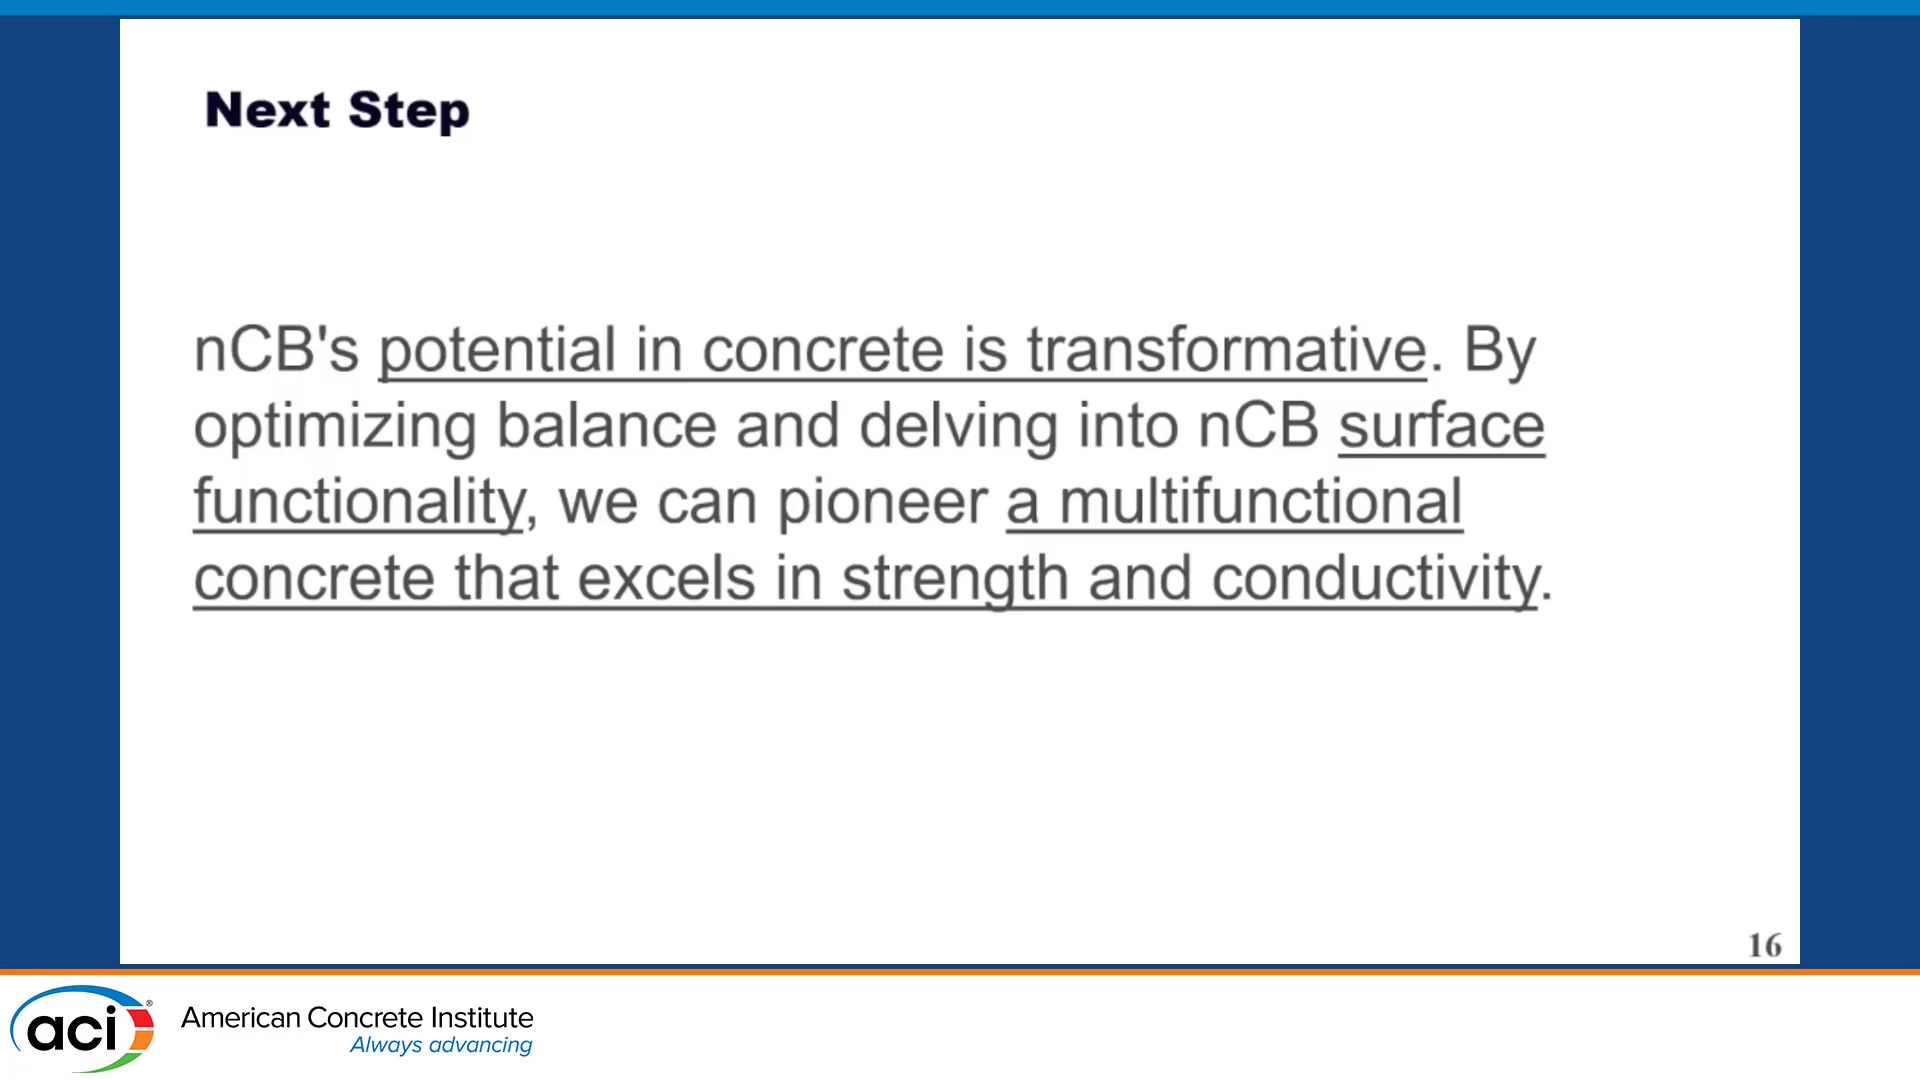 Next Step
nCB's potential in concrete is transformative. By
optimizing balance and delving into nCB surface
functionality, we can pioneer a multifunctional
concrete that excels in strength and conductivity.
16
aci®
American Concrete Institute
Always advancing